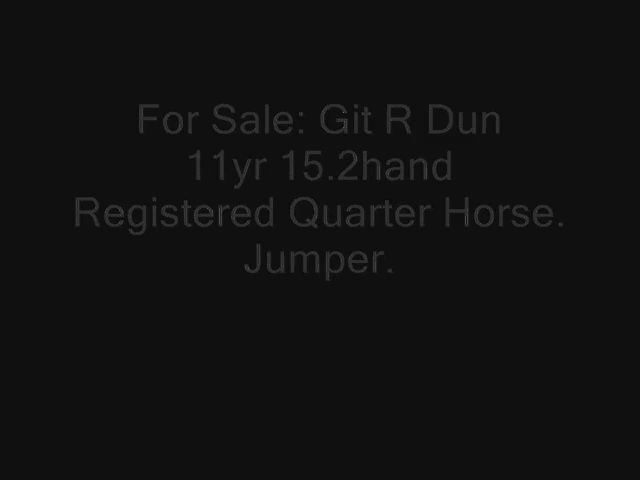 For Sale: Git R Dun
11yr 15.2hand
Registered Quarter Horse.
Jumper.